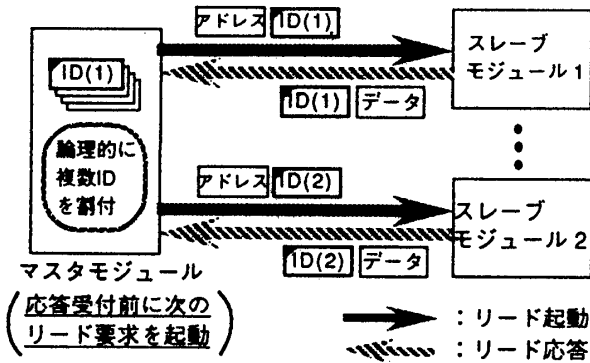 アドレス ID(1)
スレーブ
モジュール1
ID(1)
ID(1) データ
論理的に
複数ID
を割付
アドレス ID(2)
スレーブ
モジュール2
ID(2) データ
マスタモジュール
(応答受付前に次の
リード要求を起動)
:リード起動
:リード応答